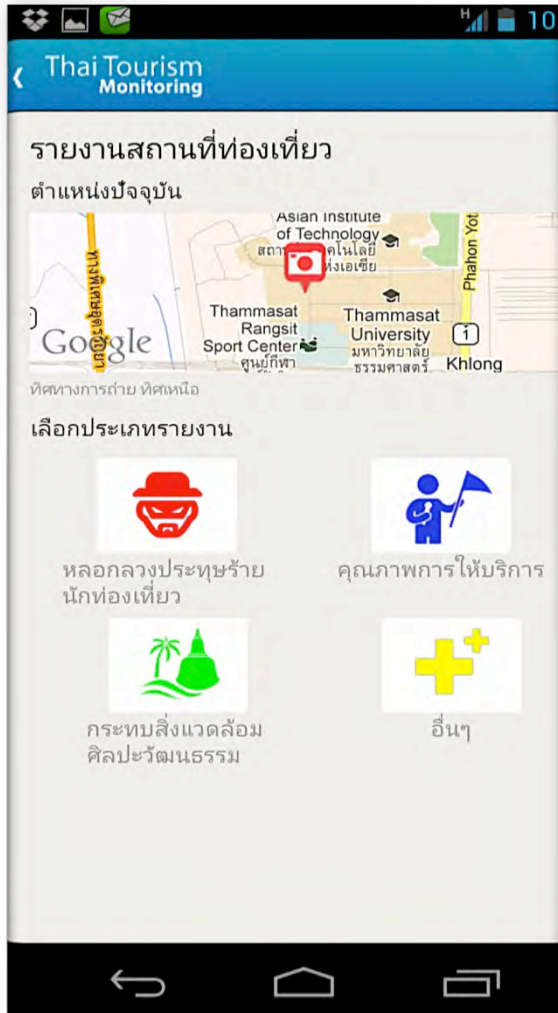 H 10
Thai Tourism
Monitoring
รายงานสถานที่ท่องเที่ยว
ตำแหน่งปัจจุบัน
Asian Institute
of Technology
Phahon Yot
Thammasat
Rangsit
Sport Center
ศูนย์กีฬา
Thammasat
University
มหาวิทยาลัย
ธรรมศาสตร์
1
Khlong
Google
ทิศทางการถ่าย ทิศเหนือ
เลือกประเภทรายงาน
หลอกลวงประทุษร้าย
นักท่องเที่ยว
คุณภาพการให้บริการ
กระทบสิ่งแวดล้อม
ศิลปะวัฒนธรรม
อื่นๆ